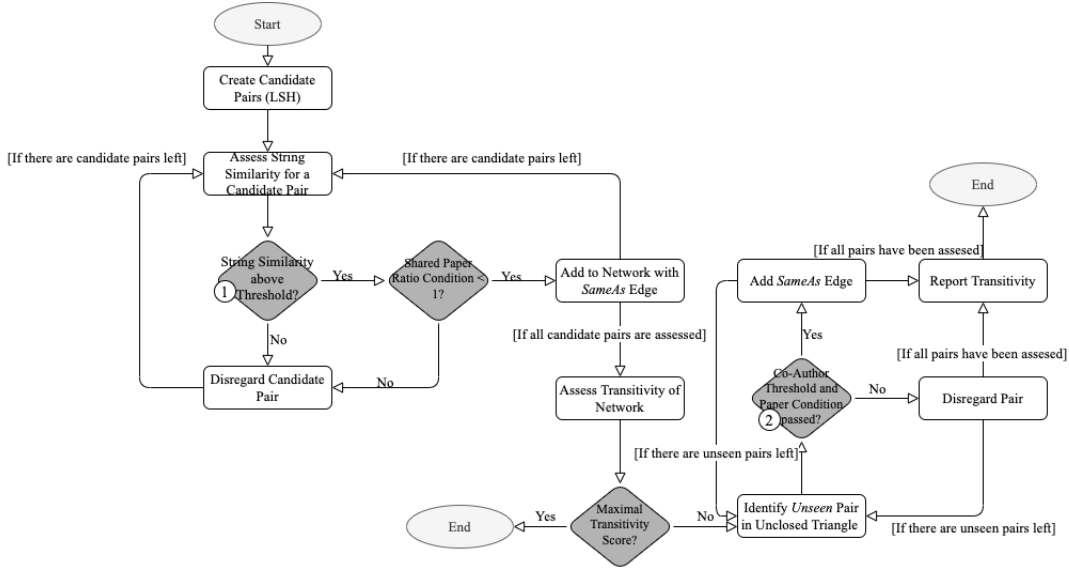 Start
Create Candidate
Pairs (LSH)
[If there are candidate pairs left]
[If there are candidate pairs left]
Assess String
Similarity for a
Candidate Pair
String Similarity
above
Threshold?
1
Yes
Shared Paper
Ratio Condition <
1?
Yes
Add to Network with
SameAs Edge
No
Disregard Candidate
Pair
No
[If all candidate pairs are assessed]
Assess Transitivity of
Network
Maximal
Transitivity
Score?
Yes
End
No
Identify Unseen Pair
in Unclosed Triangle
[If there are unseen pairs left]
Co-Author
Threshold and
Paper Condition
passed?
2
Yes
Add SameAs Edge
[If all pairs have been assesed]
Report Transitivity
End
No
Disregard Pair
[If all pairs have been assesed]
[If there are unseen pairs left]